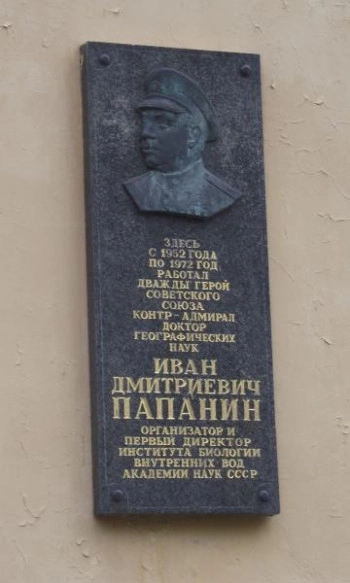 ЗДЕСЬ
С 1952 ГОДА
ПО 1972 ГОД
РАБОТАЛ
ДВАЖДЫ ГЕРОЙ
СОВЕТСКОГО
СОЮЗА
КОНТР-АДМИРАЛ
ДОКТОР
ГЕОГРАФИЧЕСКИХ
НАУК
ИВАН
ДМИТРИЕВИЧ
ПАПАНИН
ОРГАНИЗАТОР И
ПЕРВЫЙ ДИРЕКТОР
ИНСТИТУТА БИОЛОГИИ
ВНУТРЕННИХ ВОД
АКАДЕМИИ НАУК СССР